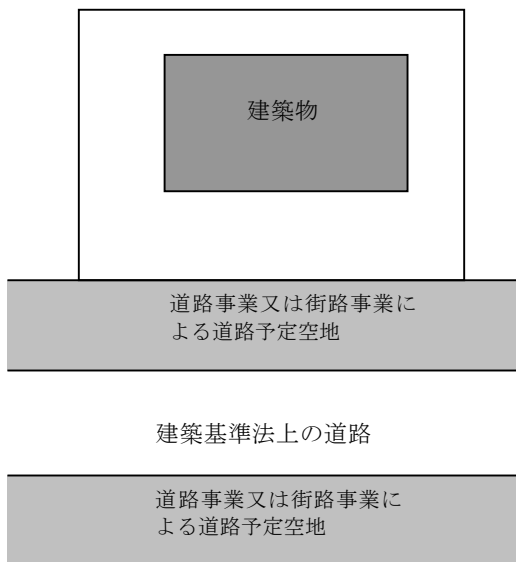 建築物
道路事業又は街路事業に
よる道路予定空地
建築基準法上の道路
道路事業又は街路事業に
よる道路予定空地